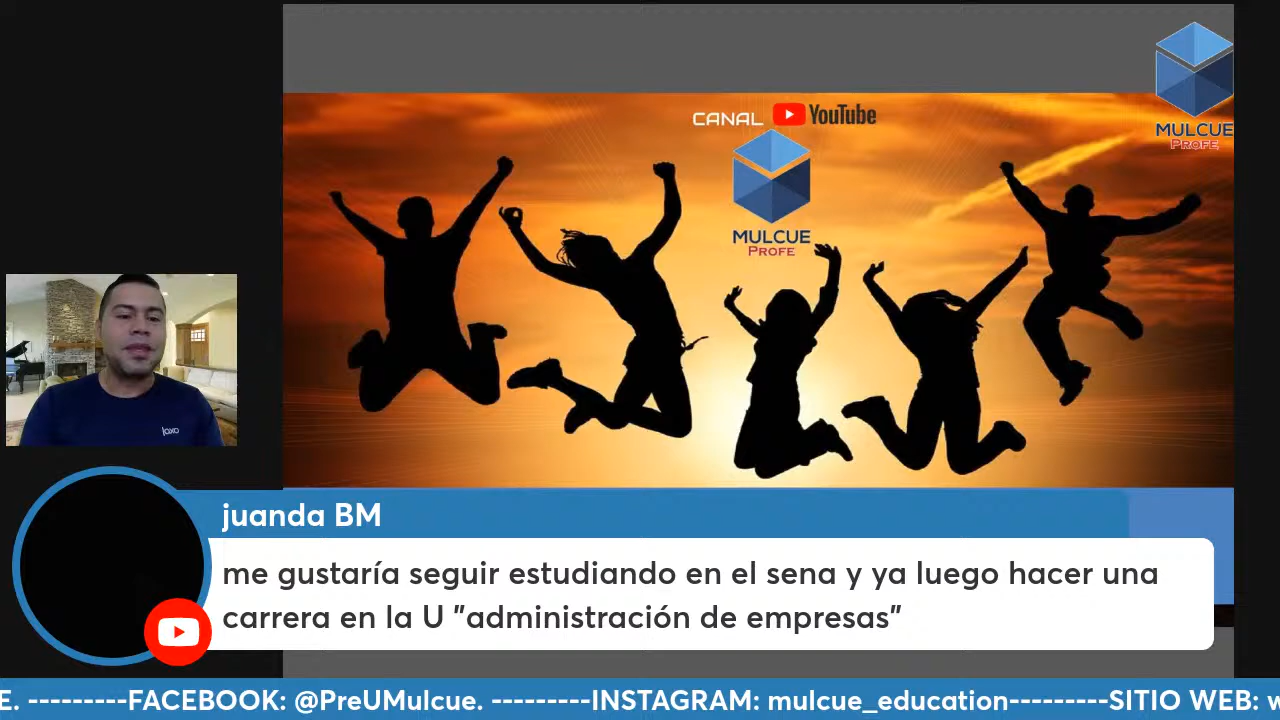 CANAL YouTube
MULCUE
PROFE
MULCUE
PROFE
joxo
juanda BM
me gustaría seguir estudiando en el sena y ya luego hacer una
carrera en la U "administración de empresas"
E. ---------FACEBOOK: @PreUMulcue. ---------INSTAGRAM: mulcue_education---------SITIO WEB: